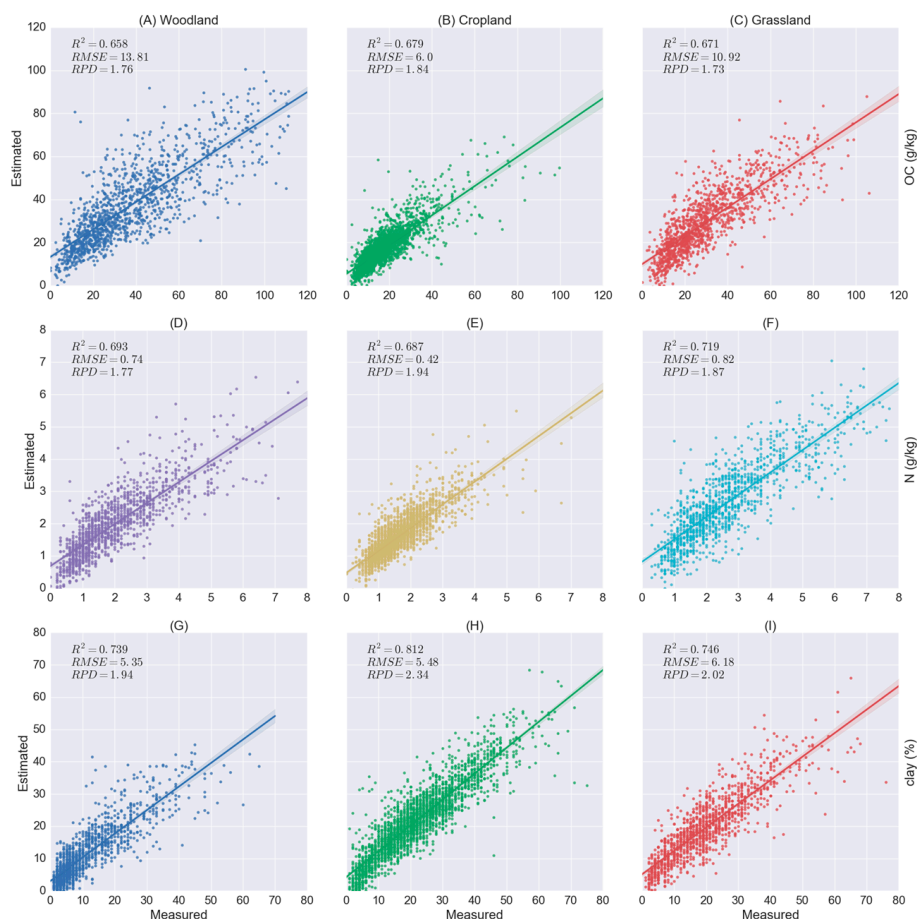 (A) Woodland
(B) Cropland
(C) Grassland
120
100
80
60
40
20
0
Estimated
R² = 0.658
RMSE = 13.81
RPD = 1.76
R² = 0.679
RMSE = 6.0
RPD = 1.84
R² = 0.671
RMSE = 10.92
RPD = 1.73
OC (g/kg)
0 20 40 60 80 100 120
0 20 40 60 80 100 120
0 20 40 60 80 100 120
(D)
(E)
(F)
8
7
6
5
4
3
2
1
0
Estimated
R² = 0.693
RMSE = 0.74
RPD = 1.77
R² = 0.687
RMSE = 0.42
RPD = 1.94
R² = 0.719
RMSE = 0.82
RPD = 1.87
N (g/kg)
0 1 2 3 4 5 6 7 8
0 1 2 3 4 5 6 7 8
0 1 2 3 4 5 6 7 8
(G)
(H)
(I)
80
70
60
50
40
30
20
10
0
Estimated
R² = 0.739
RMSE = 5.35
RPD = 1.94
R² = 0.812
RMSE = 5.48
RPD = 2.34
R² = 0.746
RMSE = 6.18
RPD = 2.02
clay (%)
0 10 20 30 40 50 60 70 80
0 10 20 30 40 50 60 70 80
0 10 20 30 40 50 60 70 80
Measured
Measured
Measured